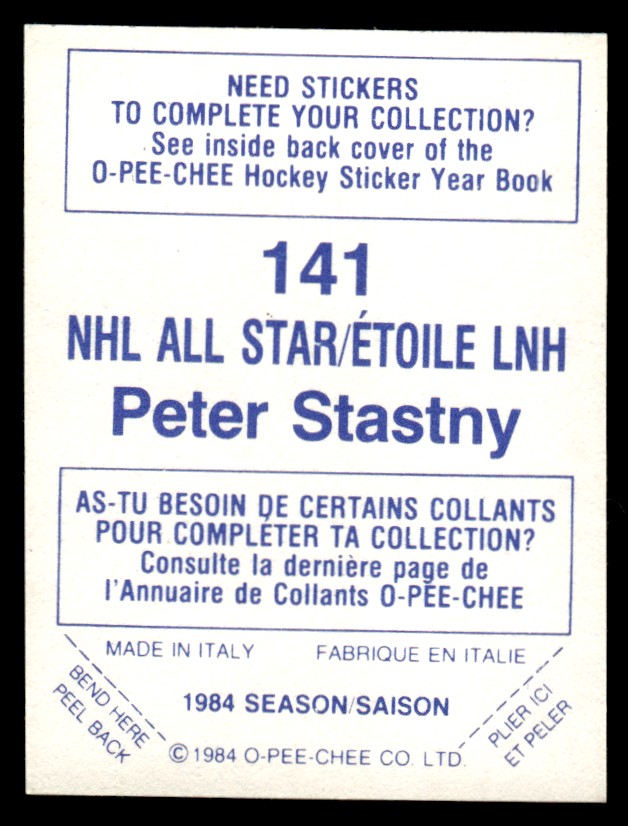 NEED STICKERS
TO COMPLETE YOUR COLLECTION?
See inside back cover of the
O-PEE-CHEE Hockey Sticker Year Book
141
NHL ALL STAR/ÉTOILE LNH
Peter Stastny
AS-TU BESOIN DE CERTAINS COLLANTS
POUR COMPLÉTER TA COLLECTION?
Consulte la dernière page de
l'Annuaire de Collants O-PEE-CHEE
MADE IN ITALY FABRIQUE EN ITALIE
BEND HERE
PEEL BACK
1984 SEASON/SAISON
PLIER ICI
ET PELER
© 1984 O-PEE-CHEE CO. LTD.